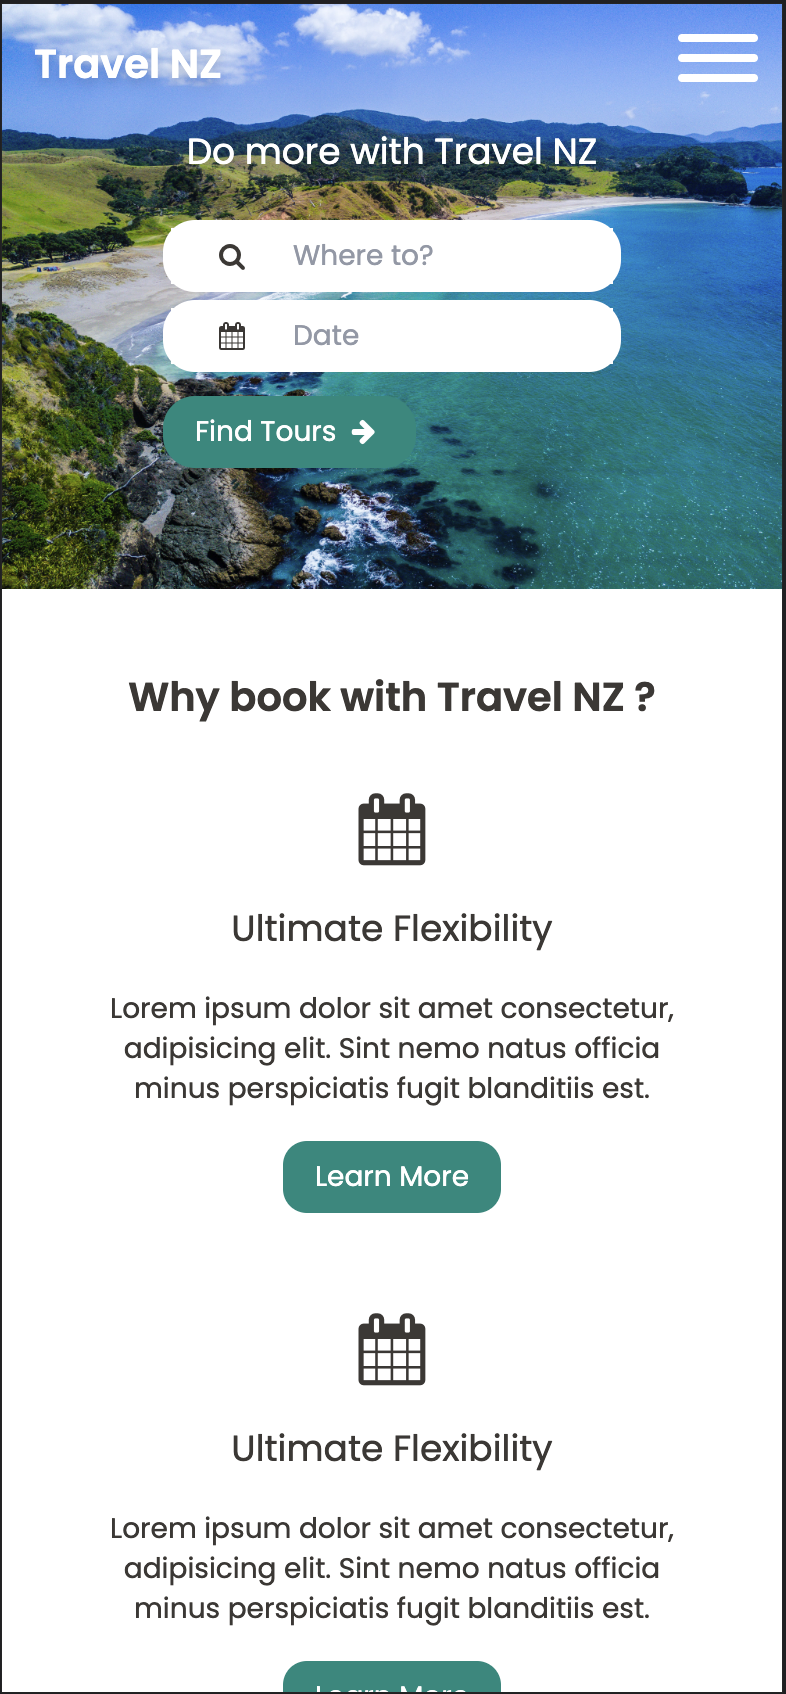 Travel NZ
Do more with Travel NZ
Where to?
Date
Find Tours
Why book with Travel NZ ?
Ultimate Flexibility
Lorem ipsum dolor sit amet consectetur,
adipisicing elit. Sint nemo natus officia
minus perspiciatis fugit blanditiis est.
Learn More
Ultimate Flexibility
Lorem ipsum dolor sit amet consectetur,
adipisicing elit. Sint nemo natus officia
minus perspiciatis fugit blanditiis est.
Learn More